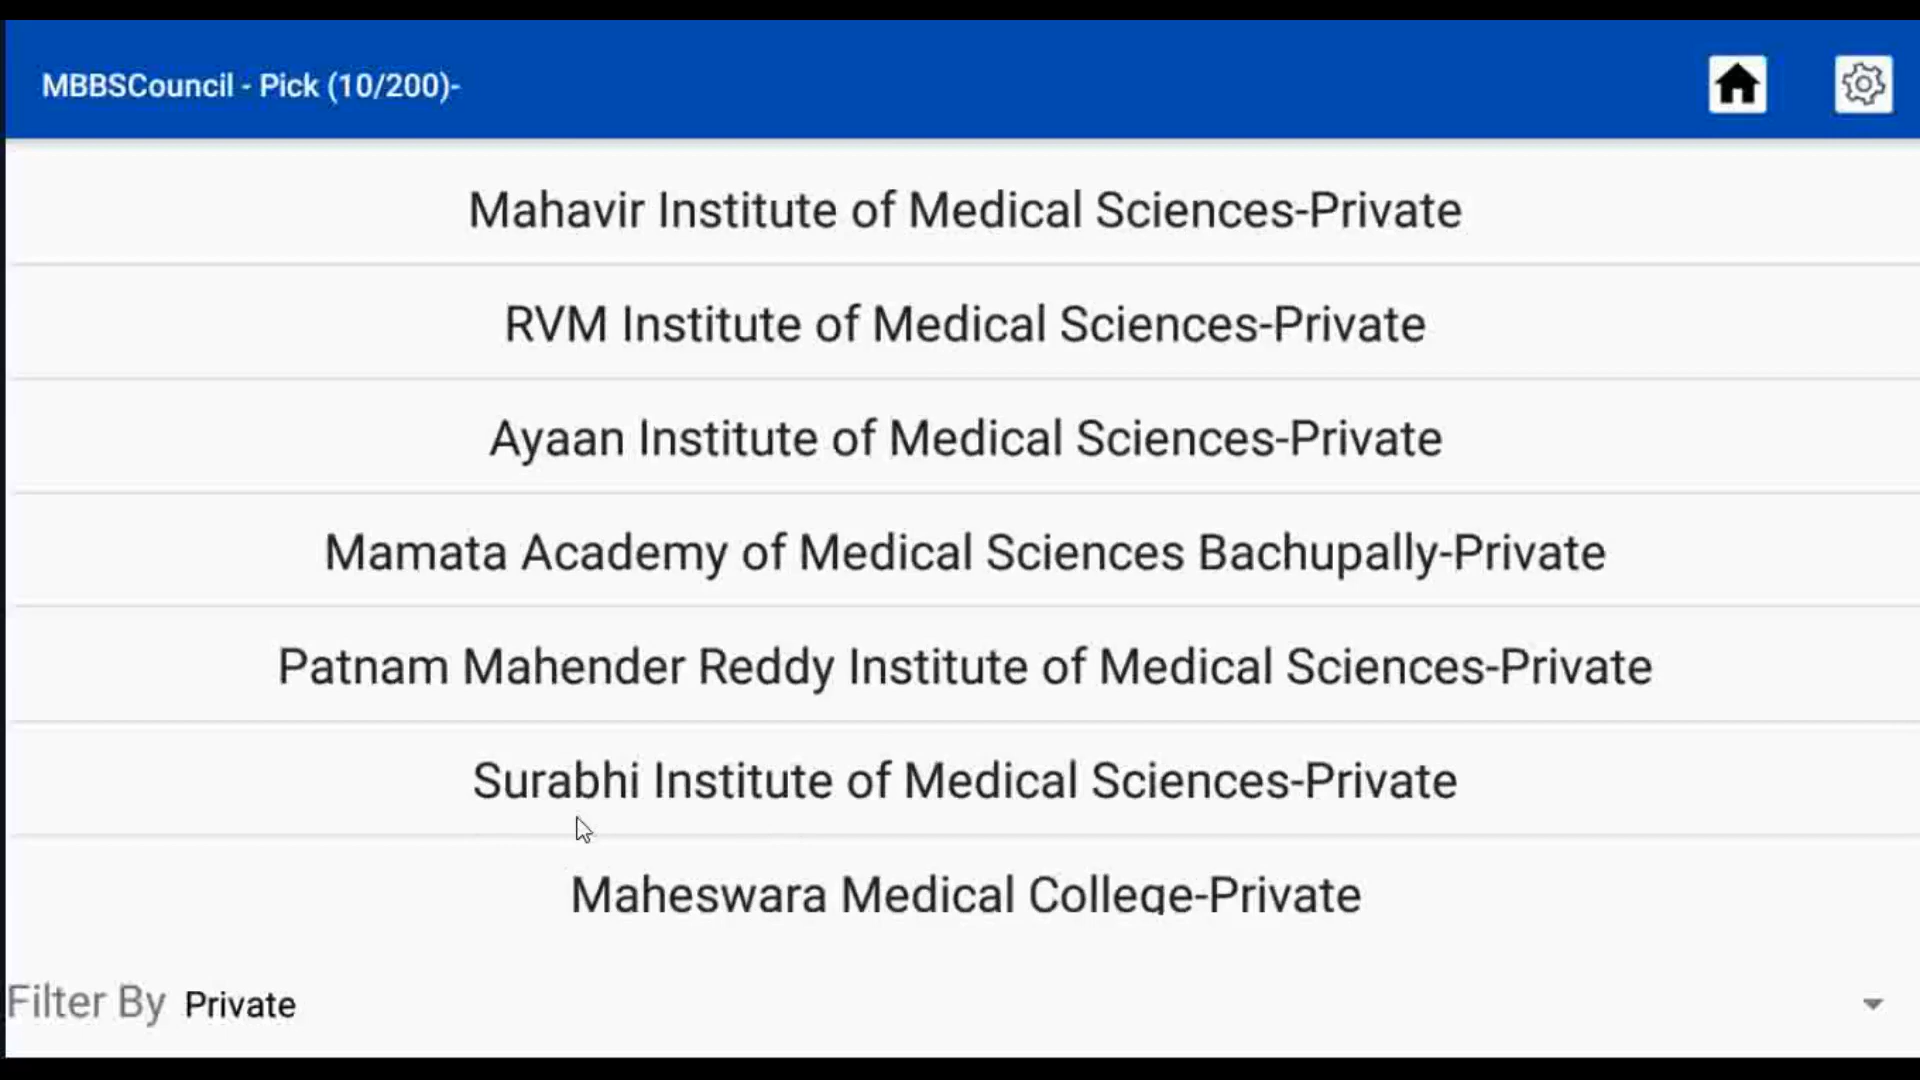 MBBSCouncil - Pick (10/200)-
Mahavir Institute of Medical Sciences-Private
RVM Institute of Medical Sciences-Private
Ayaan Institute of Medical Sciences-Private
Mamata Academy of Medical Sciences Bachupally-Private
Patnam Mahender Reddy Institute of Medical Sciences-Private
Surabhi Institute of Medical Sciences-Private
Maheswara Medical College-Private
Filter By Private